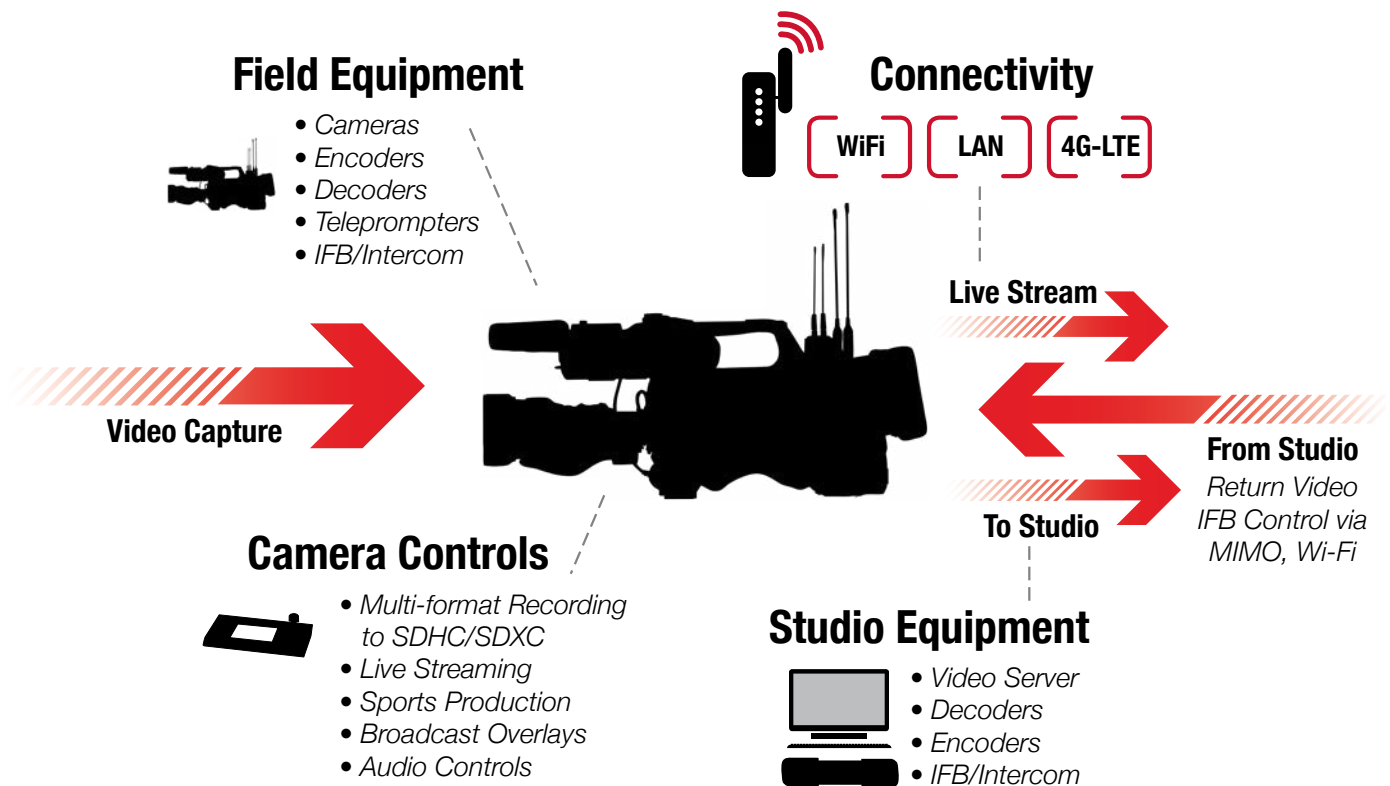 Field Equipment
• Cameras
• Encoders
• Decoders
• Teleprompters
• IFB/Intercom
Connectivity
WiFi
LAN
4G-LTE
Live Stream
Video Capture
From Studio
Return Video
IFB Control via
MIMO, Wi-Fi
To Studio
Camera Controls
• Multi-format Recording
to SDHC/SDXC
• Live Streaming
• Sports Production
• Broadcast Overlays
• Audio Controls
Studio Equipment
• Video Server
• Decoders
• Encoders
• IFB/Intercom